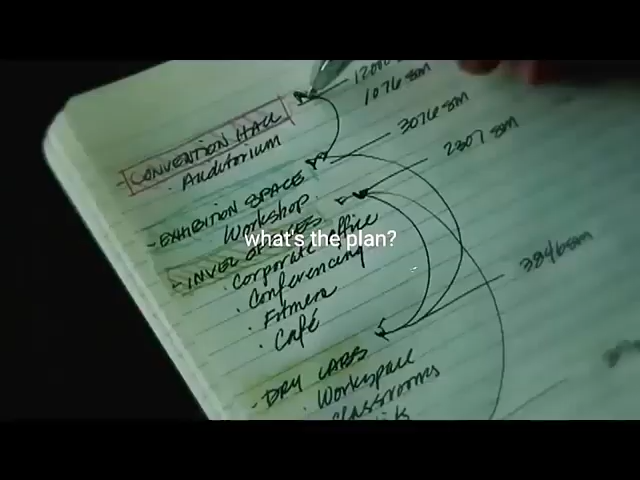 12000
1076 sm
- CONVENTION HALL
· Auditorium
3076 sm
- EXHIBITION SPACE
Workshop
2307 sm
what's the plan?
· Corporate office
· Conferencing
· Fitness
· Café
3846 sm
- DRY LABS
· Workspace
Classrooms